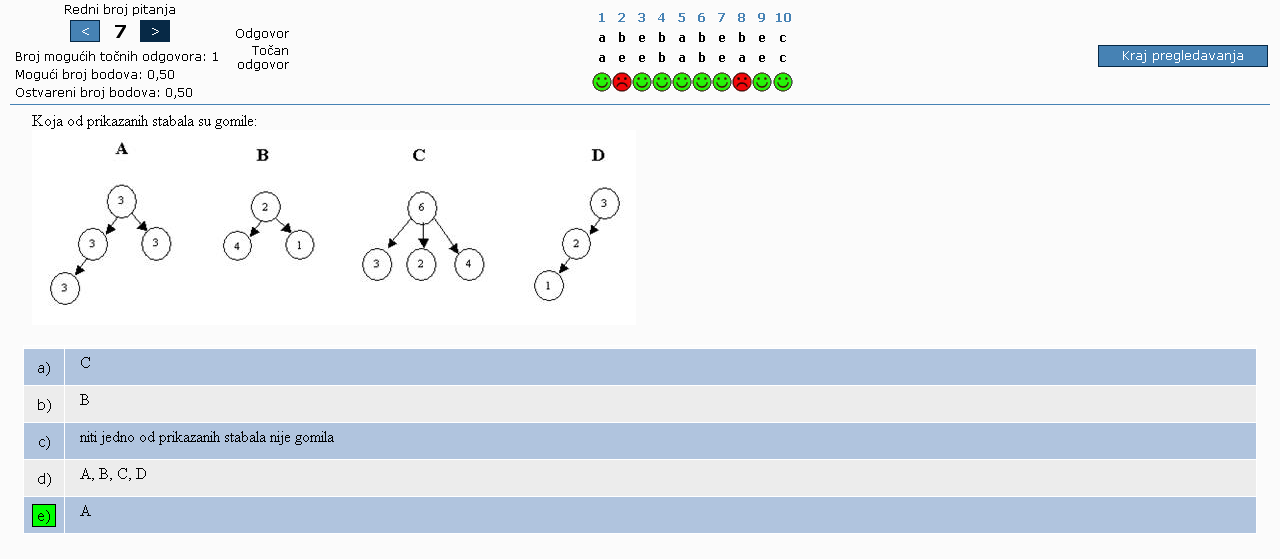 Redni broj pitanja
< 7 >
Broj mogućih točnih odgovora: 1
Mogući broj bodova: 0,50
Ostvareni broj bodova: 0,50
1 2 3 4 5 6 7 8 9 10
Odgovor a b e b a b e b e c
Točan odgovor a e e b a b e a e c
Kraj pregledavanja
Koja od prikazanih stabala su gomile:
A B C D
3 2 6 3
3 3 4 1 3 2 4 2
3 1
a) C
b) B
c) niti jedno od prikazanih stabala nije gomila
d) A, B, C, D
e) A